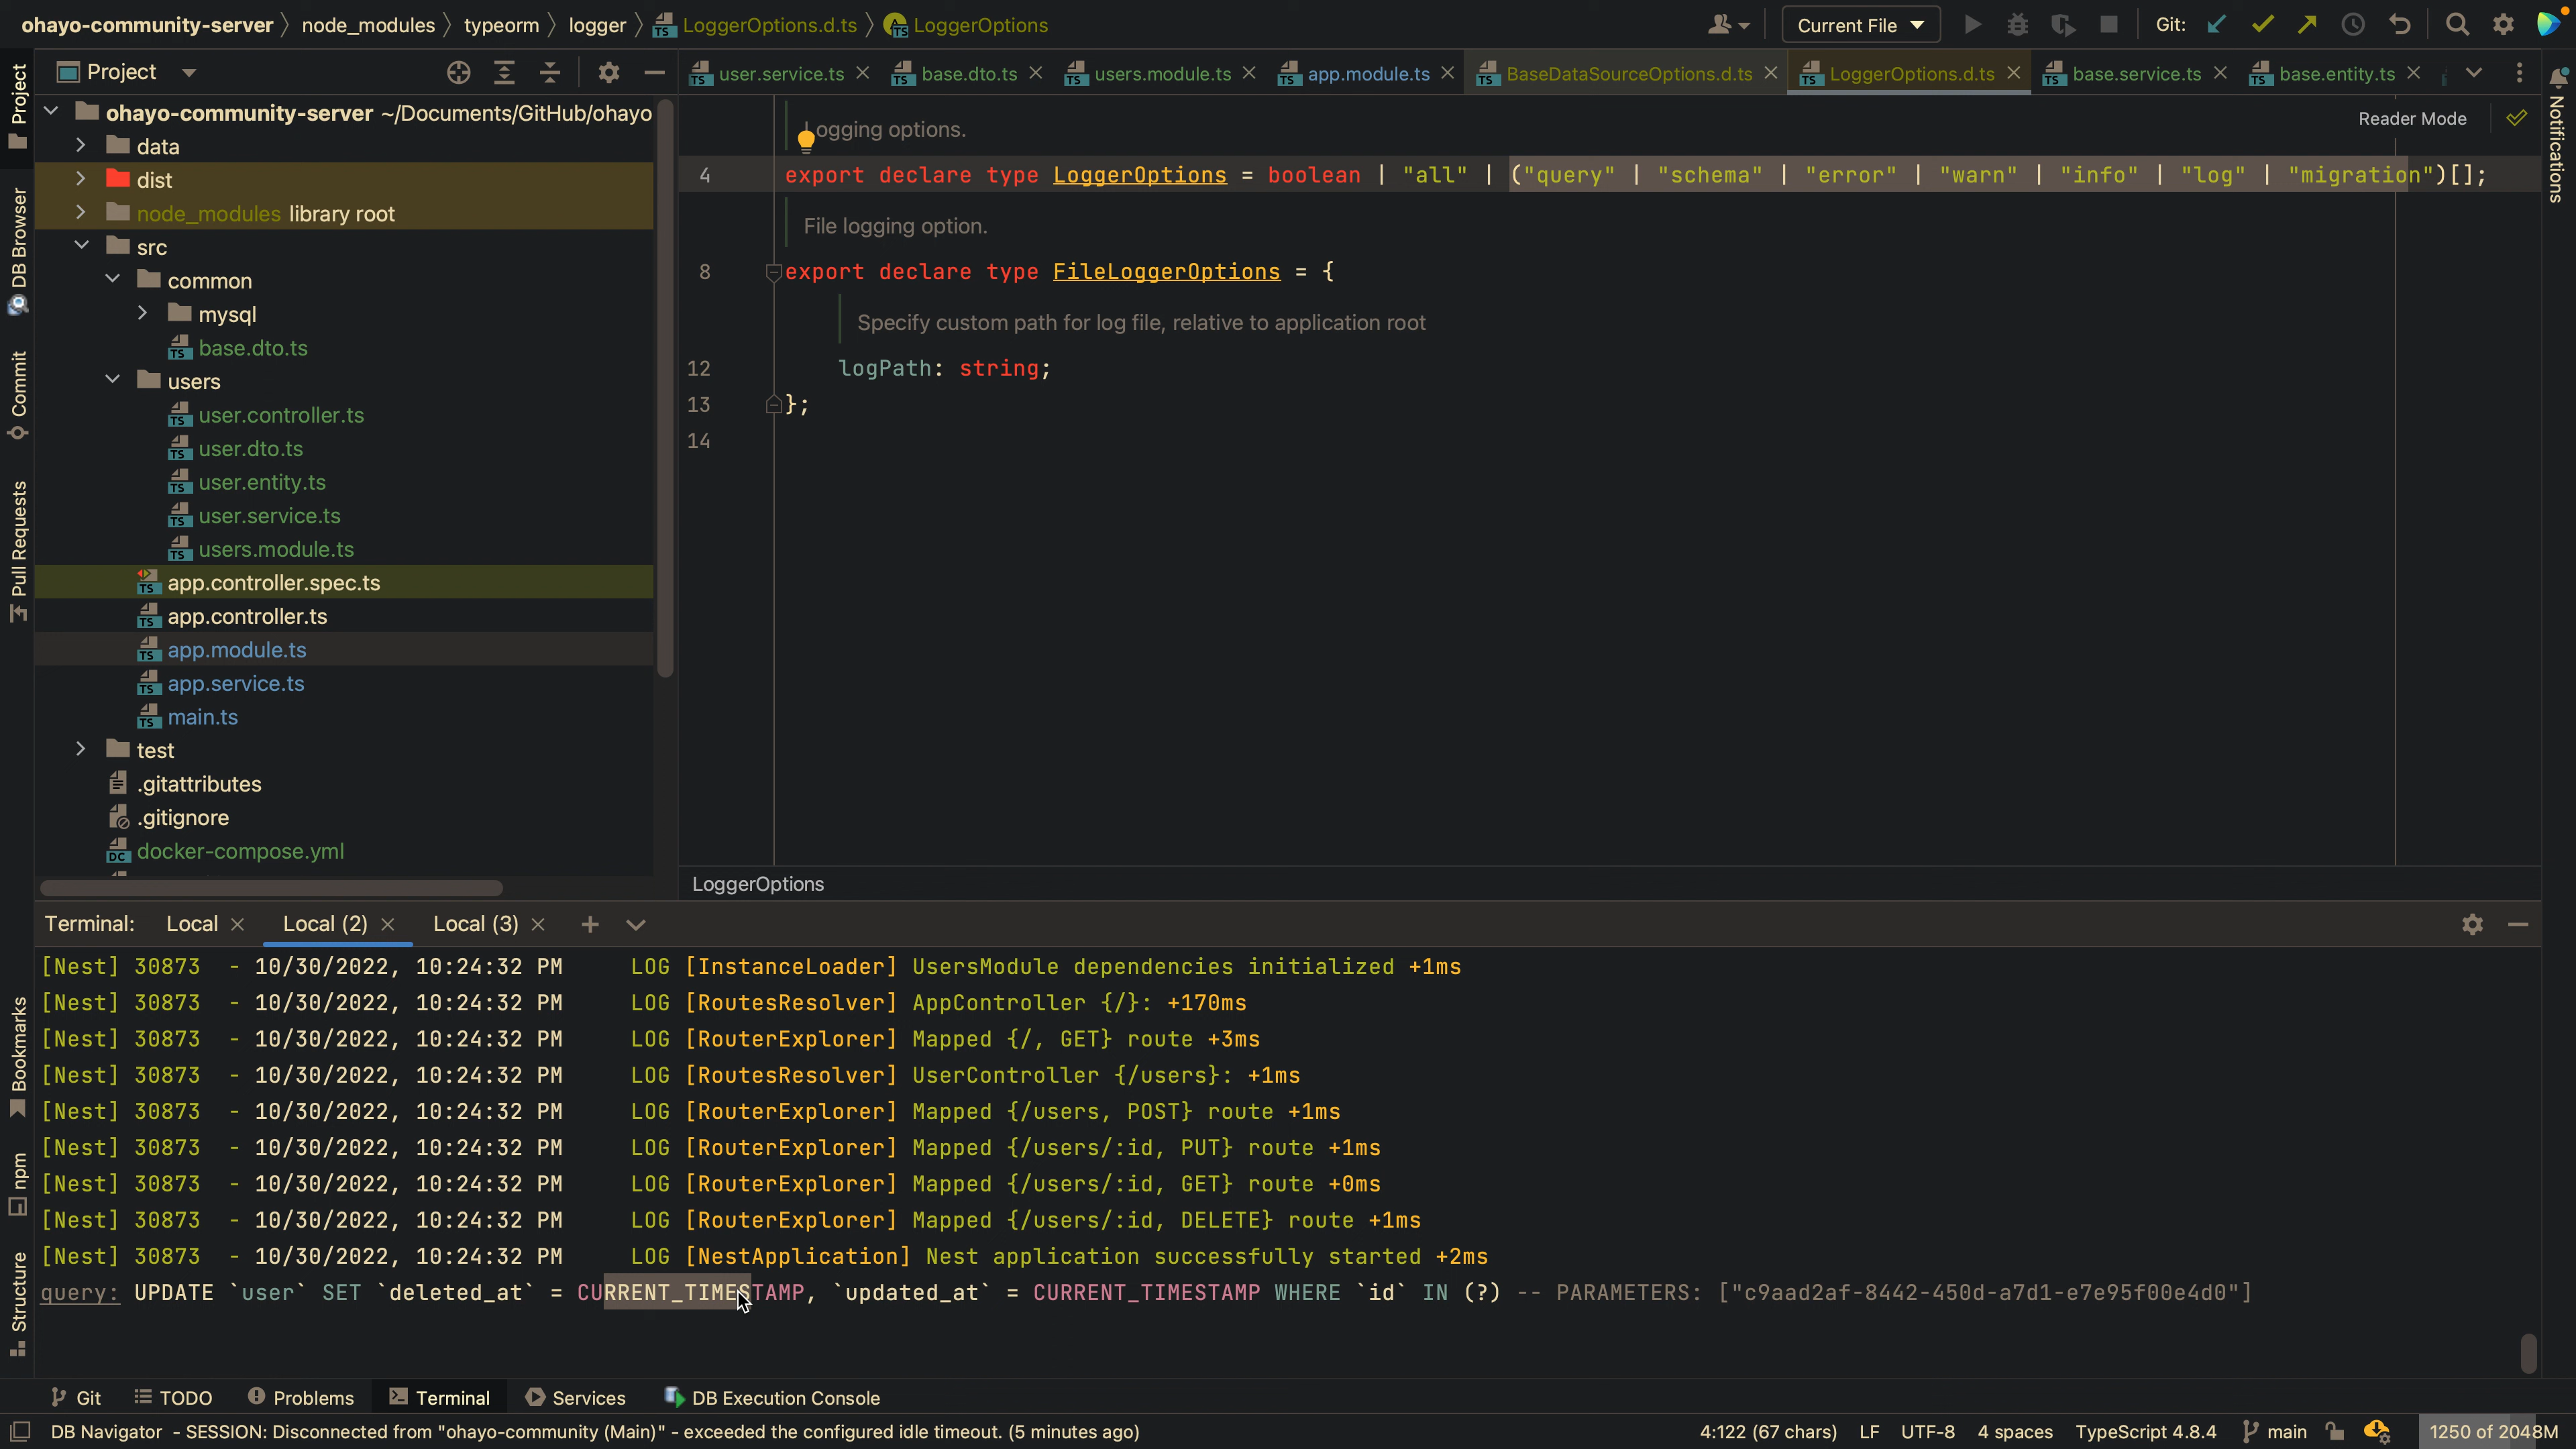 ohayo-community-server node_modules typeorm logger LoggerOptions.d.ts LoggerOptions
Current File Git:
Project
user.service.ts base.dto.ts users.module.ts app.module.ts BaseDataSourceOptions.d.ts LoggerOptions.d.ts base.service.ts base.entity.ts
Project
DB Browser
Commit
Pull Requests
Bookmarks
npm
Structure
Notifications
ohayo-community-server ~/Documents/GitHub/ohayo
data
dist
node_modules library root
src
common
mysql
base.dto.ts
users
user.controller.ts
user.dto.ts
user.entity.ts
user.service.ts
users.module.ts
app.controller.spec.ts
app.controller.ts
app.module.ts
app.service.ts
main.ts
test
.gitattributes
.gitignore
docker-compose.yml
ogging options.
Reader Mode
4 export declare type LoggerOptions = boolean | "all" | ("query" | "schema" | "error" | "warn" | "info" | "log" | "migration")[];
File logging option.
8 export declare type FileLoggerOptions = {
Specify custom path for log file, relative to application root
12 logPath: string;
13 };
14
LoggerOptions
Terminal: Local Local (2) Local (3)
[Nest] 30873 - 10/30/2022, 10:24:32 PM LOG [InstanceLoader] UsersModule dependencies initialized +1ms
[Nest] 30873 - 10/30/2022, 10:24:32 PM LOG [RoutesResolver] AppController {/}: +170ms
[Nest] 30873 - 10/30/2022, 10:24:32 PM LOG [RouterExplorer] Mapped {/, GET} route +3ms
[Nest] 30873 - 10/30/2022, 10:24:32 PM LOG [RoutesResolver] UserController {/users}: +1ms
[Nest] 30873 - 10/30/2022, 10:24:32 PM LOG [RouterExplorer] Mapped {/users, POST} route +1ms
[Nest] 30873 - 10/30/2022, 10:24:32 PM LOG [RouterExplorer] Mapped {/users/:id, PUT} route +1ms
[Nest] 30873 - 10/30/2022, 10:24:32 PM LOG [RouterExplorer] Mapped {/users/:id, GET} route +0ms
[Nest] 30873 - 10/30/2022, 10:24:32 PM LOG [RouterExplorer] Mapped {/users/:id, DELETE} route +1ms
[Nest] 30873 - 10/30/2022, 10:24:32 PM LOG [NestApplication] Nest application successfully started +2ms
query: UPDATE `user` SET `deleted_at` = CURRENT_TIMESTAMP, `updated_at` = CURRENT_TIMESTAMP WHERE `id` IN (?) -- PARAMETERS: ["c9aad2af-8442-450d-a7d1-e7e95f00e4d0"]
Git TODO Problems Terminal Services DB Execution Console
DB Navigator - SESSION: Disconnected from "ohayo-community (Main)" - exceeded the configured idle timeout. (5 minutes ago) 4:122 (67 chars) LF UTF-8 4 spaces TypeScript 4.8.4 main 1250 of 2048M